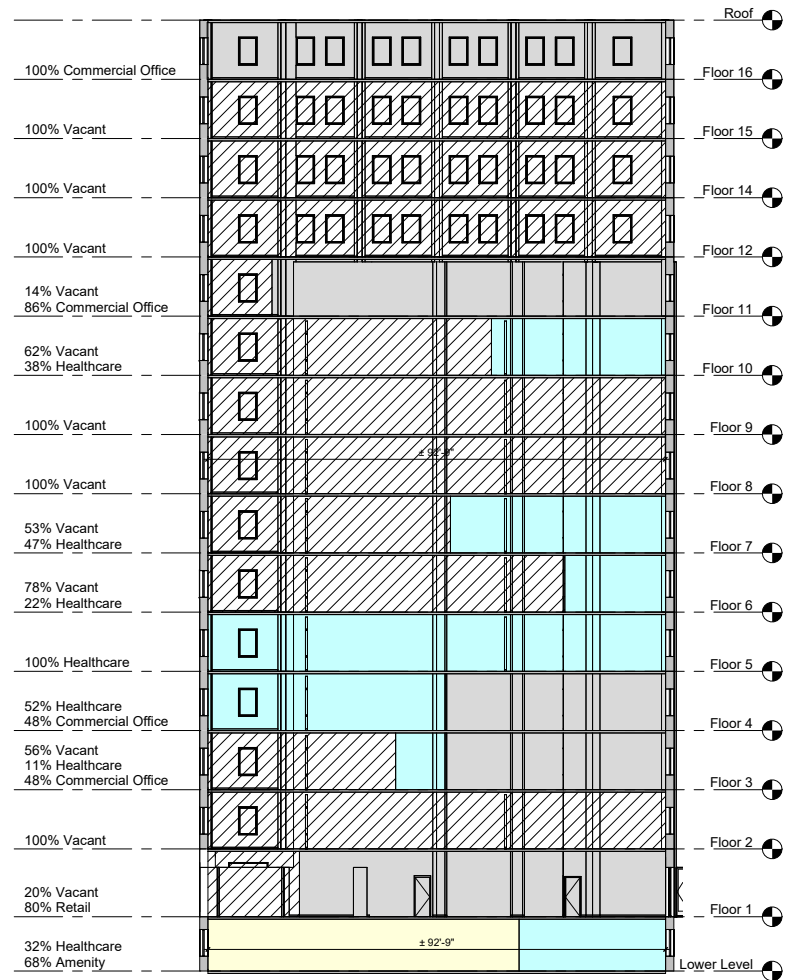 Roof
100% Commercial Office
Floor 16
100% Vacant
Floor 15
100% Vacant
Floor 14
100% Vacant
Floor 12
14% Vacant
86% Commercial Office
Floor 11
62% Vacant
38% Healthcare
Floor 10
100% Vacant
Floor 9
± 92'-9"
100% Vacant
Floor 8
53% Vacant
47% Healthcare
Floor 7
78% Vacant
22% Healthcare
Floor 6
100% Healthcare
Floor 5
52% Healthcare
48% Commercial Office
Floor 4
56% Vacant
11% Healthcare
48% Commercial Office
Floor 3
100% Vacant
Floor 2
20% Vacant
80% Retail
Floor 1
± 92'-9"
32% Healthcare
68% Amenity
Lower Level